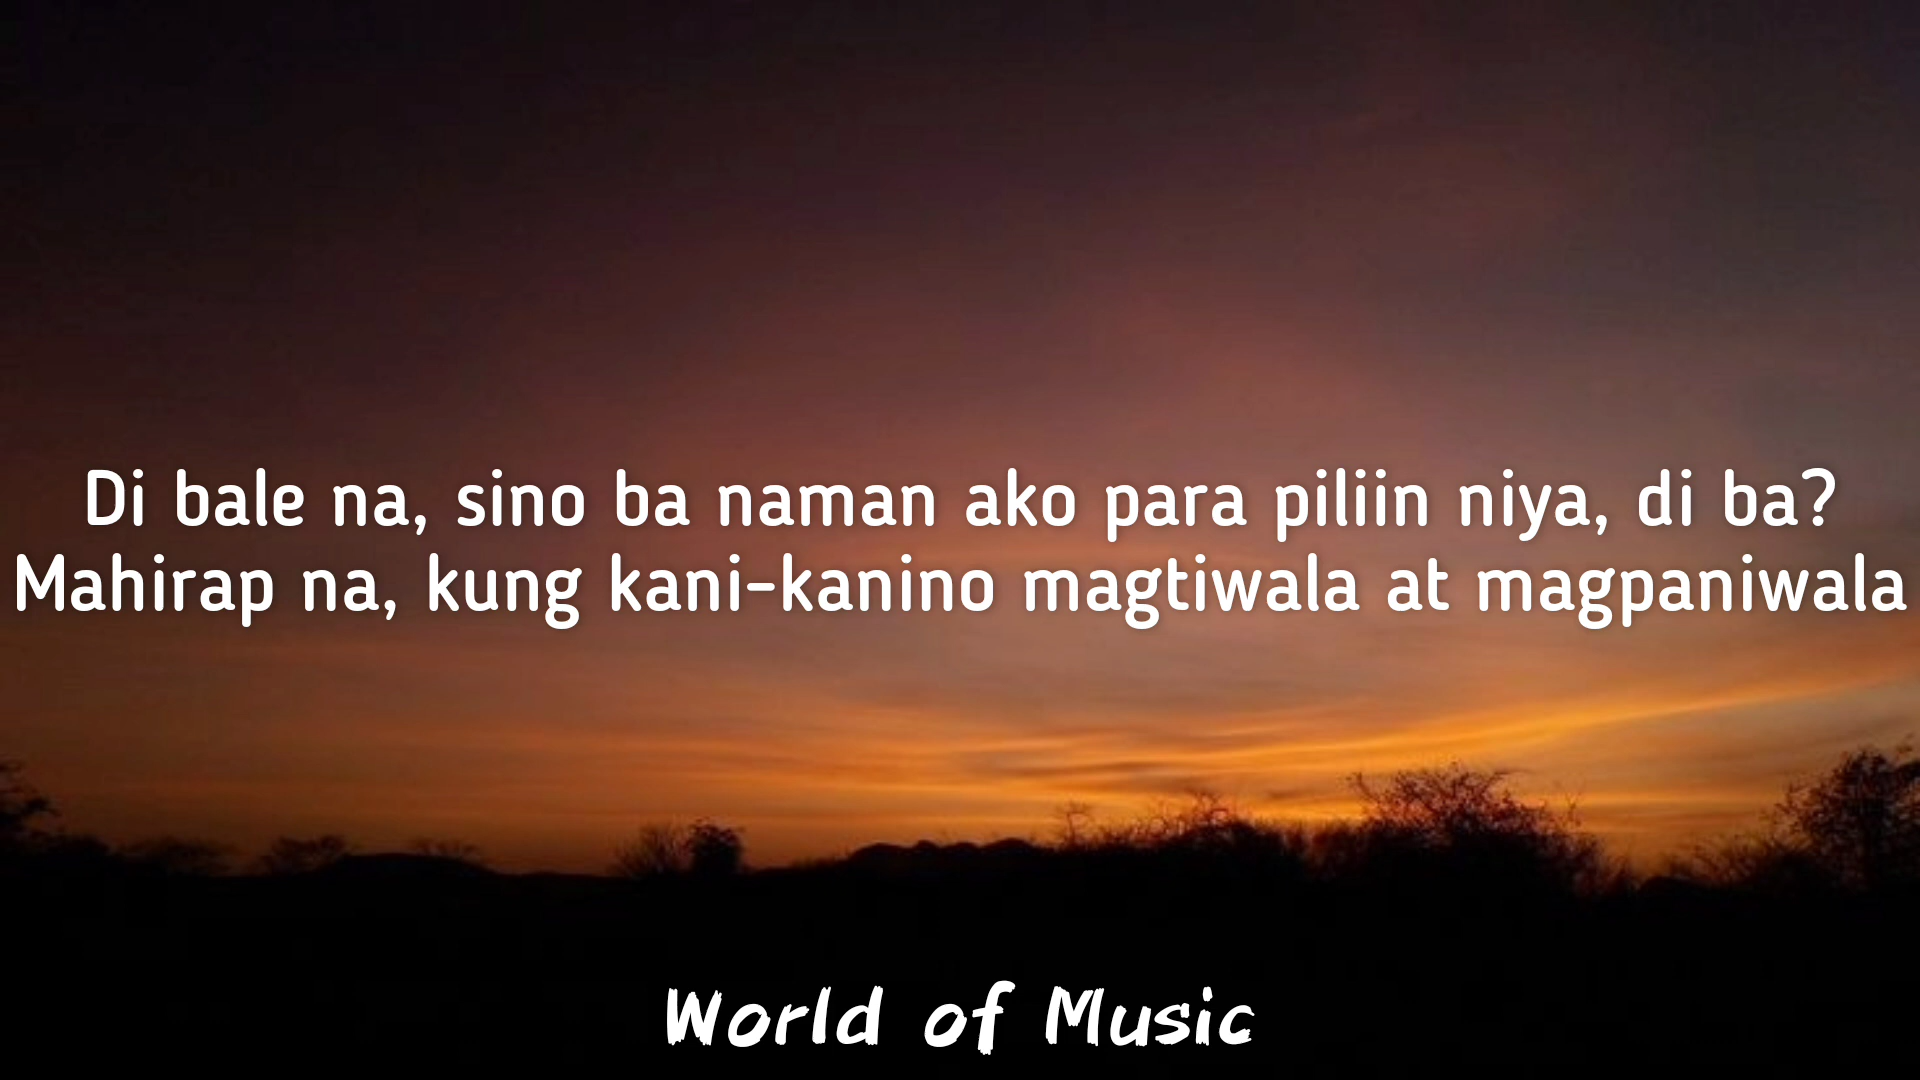 Di bale na, sino ba naman ako para piliin niya, di ba?
Mahirap na, kung kani-kanino magtiwala at magpaniwala
World of Music